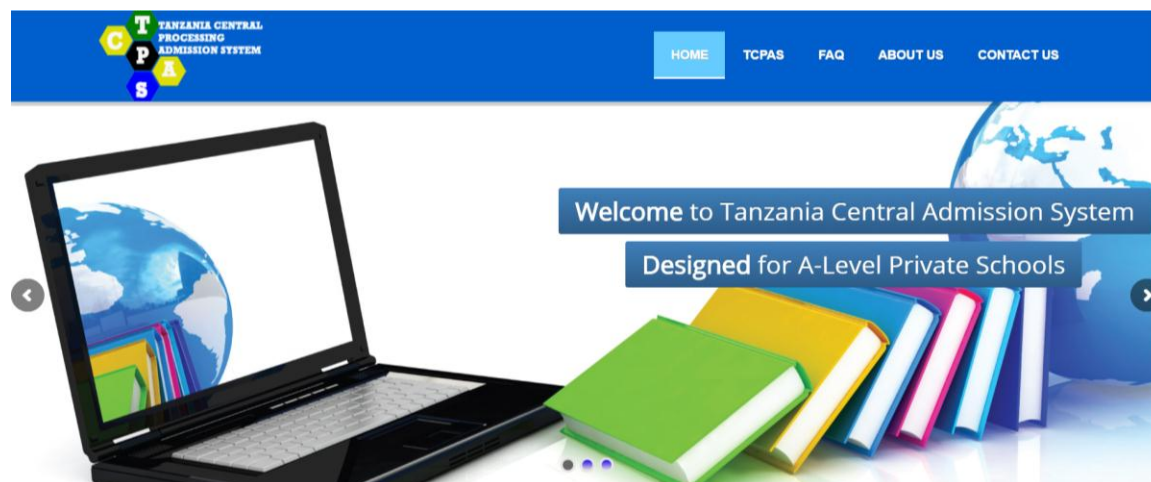 T
C
P
A
S
TANZANIA CENTRAL
PROCESSING
ADMISSION SYSTEM
HOME
TCPAS
FAQ
ABOUT US
CONTACT US
Welcome to Tanzania Central Admission System
Designed for A-Level Private Schools